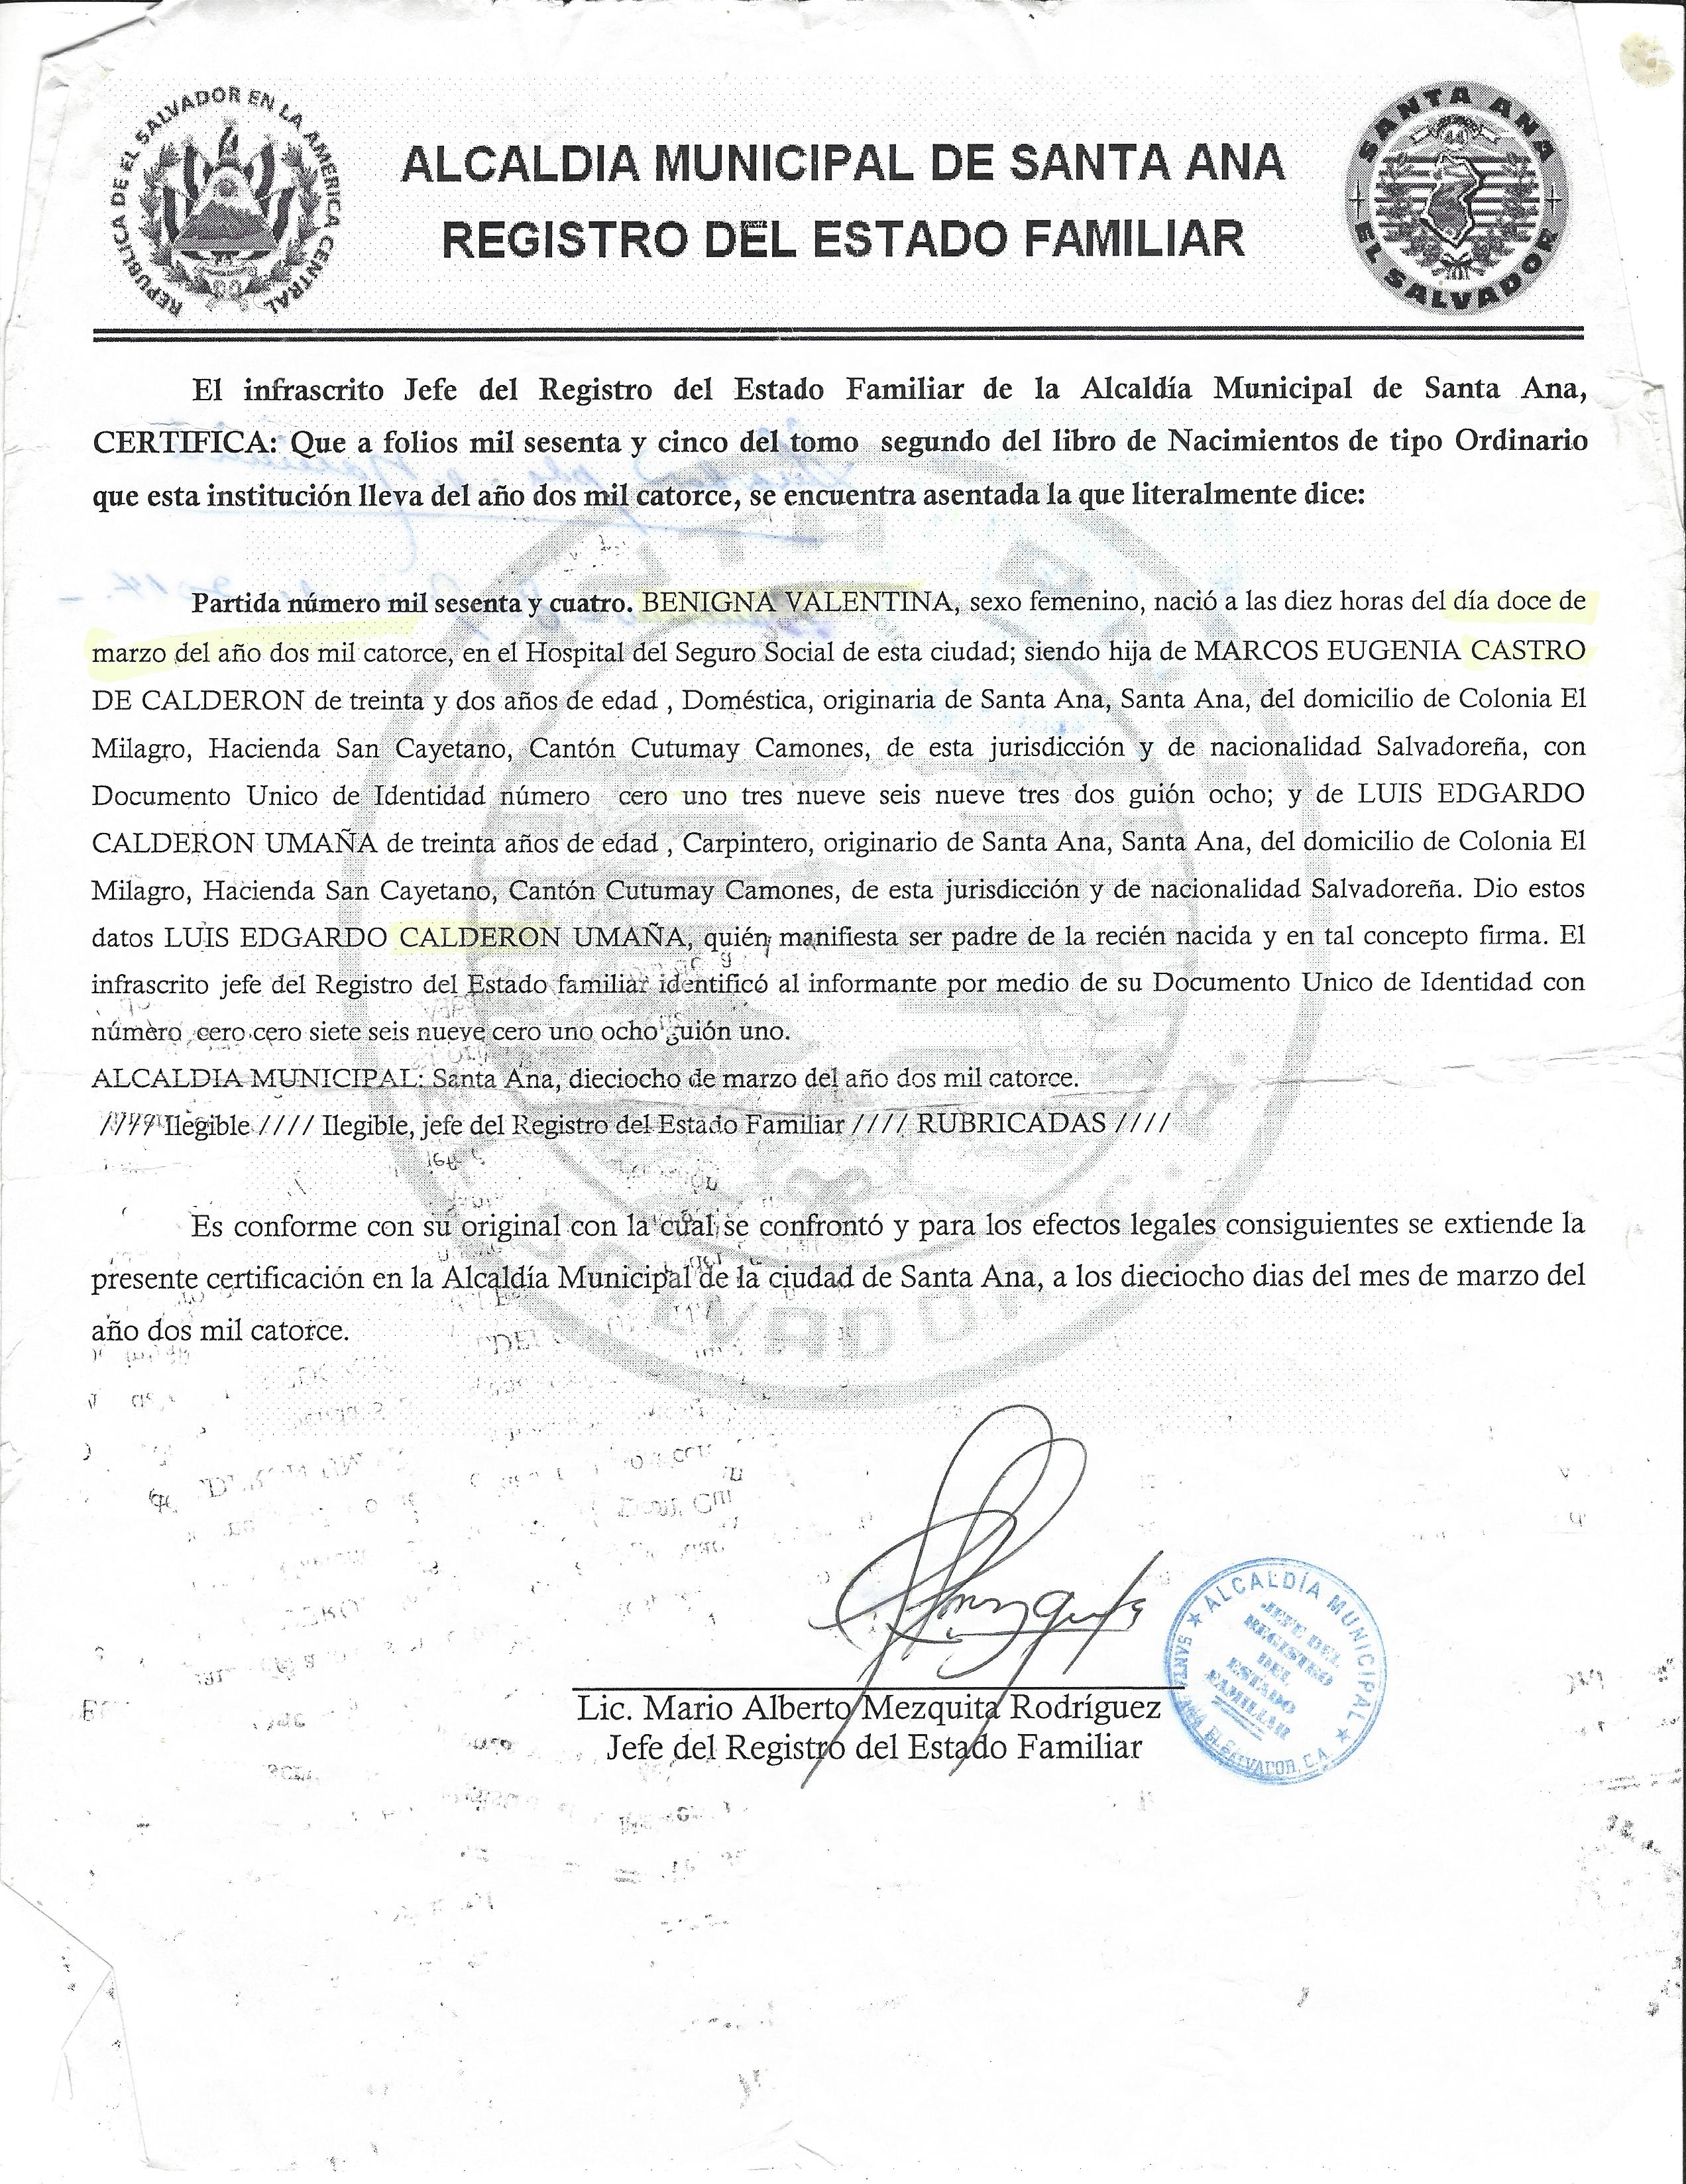 REPUBLICA DE EL SALVADOR EN LA AMERICA CENTRAL
ALCALDIA MUNICIPAL DE SANTA ANA
REGISTRO DEL ESTADO FAMILIAR
SANTA ANA
EL SALVADOR
El infrascrito Jefe del Registro del Estado Familiar de la Alcaldía Municipal de Santa Ana,
CERTIFICA: Que a folios mil sesenta y cinco del tomo segundo del libro de Nacimientos de tipo Ordinario
que esta institución lleva del año dos mil catorce, se encuentra asentada la que literalmente dice:
Partida número mil sesenta y cuatro. BENIGNA VALENTINA, sexo femenino, nació a las diez horas del día doce de
marzo del año dos mil catorce, en el Hospital del Seguro Social de esta ciudad; siendo hija de MARCOS EUGENIA CASTRO
DE CALDERON de treinta y dos años de edad , Doméstica, originaria de Santa Ana, Santa Ana, del domicilio de Colonia El
Milagro, Hacienda San Cayetano, Cantón Cutumay Camones, de esta jurisdicción y de nacionalidad Salvadoreña, con
Documento Unico de Identidad número cero uno tres nueve seis nueve tres dos guión ocho; y de LUIS EDGARDO
CALDERON UMAÑA de treinta años de edad , Carpintero, originario de Santa Ana, Santa Ana, del domicilio de Colonia El
Milagro, Hacienda San Cayetano, Cantón Cutumay Camones, de esta jurisdicción y de nacionalidad Salvadoreña. Dio estos
datos LUIS EDGARDO CALDERON UMAÑA, quién manifiesta ser padre de la recién nacida y en tal concepto firma. El
infrascrito jefe del Registro del Estado familiar identificó al informante por medio de su Documento Unico de Identidad con
número cero cero siete seis nueve cero uno ocho guión uno.
ALCALDIA MUNICIPAL: Santa Ana, dieciocho de marzo del año dos mil catorce.
//// Ilegible //// Ilegible, jefe del Registro del Estado Familiar //// RUBRICADAS ////
Es conforme con su original con la cual se confrontó y para los efectos legales consiguientes se extiende la
presente certificación en la Alcaldía Municipal de la ciudad de Santa Ana, a los dieciocho dias del mes de marzo del
año dos mil catorce.
Lic. Mario Alberto Mezquita Rodríguez
Jefe del Registro del Estado Familiar
ALCALDÍA MUNICIPAL
JEFE DEL
REGISTRO
DEL
ESTADO
FAMILIAR
SANTA ANA EL SALVADOR, C.A.